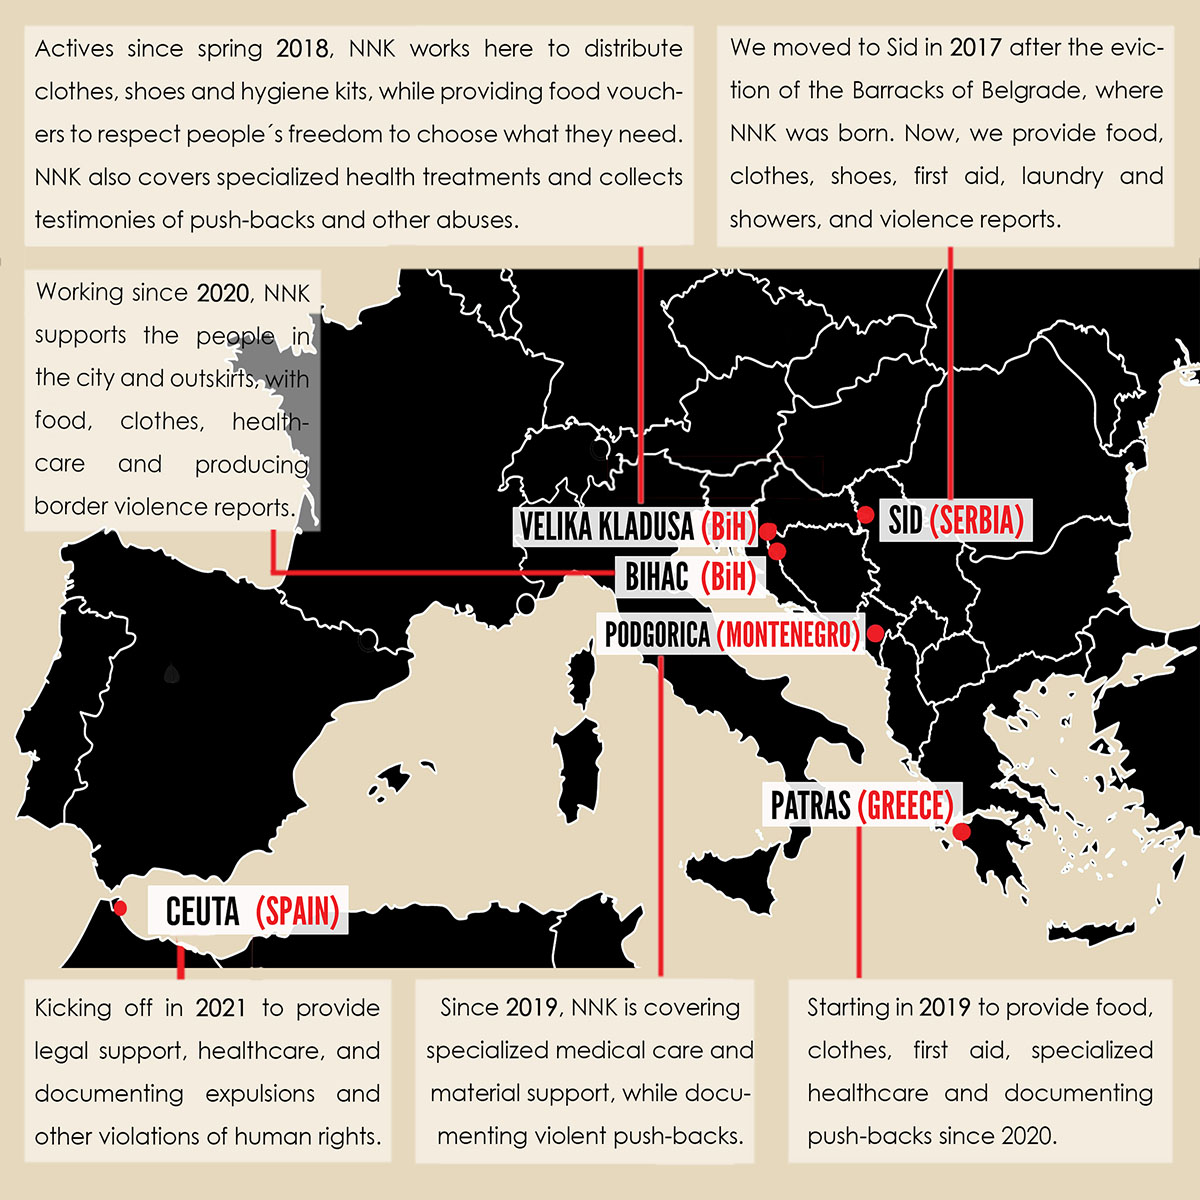 Actives since spring 2018, NNK works here to distribute
clothes, shoes and hygiene kits, while providing food vouch-
ers to respect people´s freedom to choose what they need.
NNK also covers specialized health treatments and collects
testimonies of push-backs and other abuses.
We moved to Sid in 2017 after the evic-
tion of the Barracks of Belgrade, where
NNK was born. Now, we provide food,
clothes, shoes, first aid, laundry and
showers, and violence reports.
Working since 2020, NNK
supports the people in
the city and outskirts, with
food, clothes, health-
care and producing
border violence reports.
VELIKA KLADUSA (BiH)
SID (SERBIA)
BIHAC (BiH)
PODGORICA (MONTENEGRO)
PATRAS (GREECE)
CEUTA (SPAIN)
Kicking off in 2021 to provide
legal support, healthcare, and
documenting expulsions and
other violations of human rights.
Since 2019, NNK is covering
specialized medical care and
material support, while docu-
menting violent push-backs.
Starting in 2019 to provide food,
clothes, first aid, specialized
healthcare and documenting
push-backs since 2020.